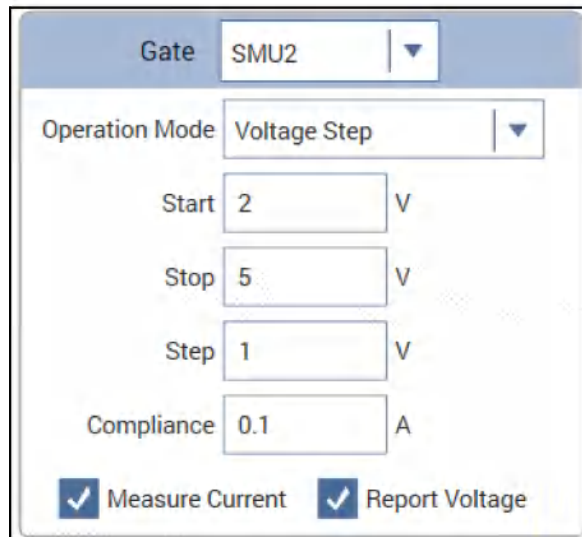 Gate SMU2
Operation Mode Voltage Step
Start 2 V
Stop 5 V
Step 1 V
Compliance 0.1 A
Measure Current Report Voltage